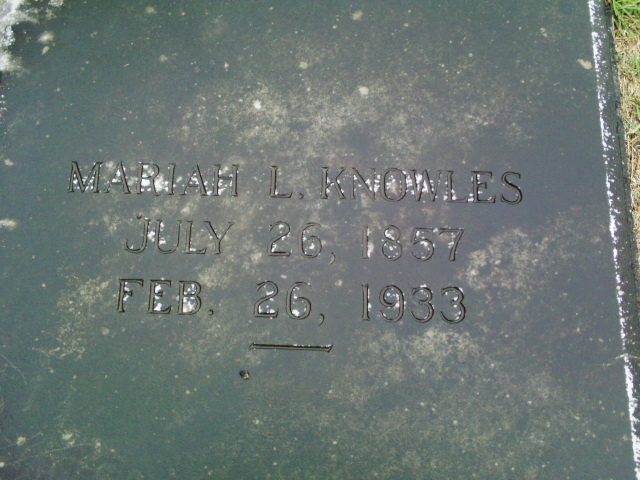 MARIAH L. KNOWLES
JULY 26, 1857
FEB. 26, 1933